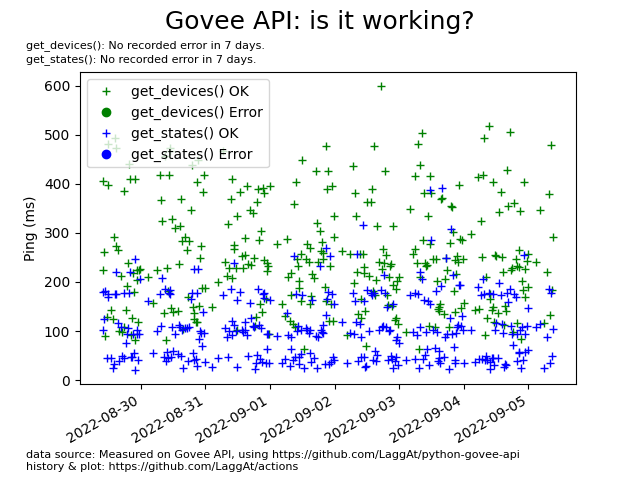 Govee API: is it working?
get_devices(): No recorded error in 7 days.
get_states(): No recorded error in 7 days.
get_devices() OK
get_devices() Error
get_states() OK
get_states() Error
Ping (ms)
600
500
400
300
200
100
0
2022-08-30
2022-08-31
2022-09-01
2022-09-02
2022-09-03
2022-09-04
2022-09-05
data source: Measured on Govee API, using https://github.com/LaggAt/python-govee-api
history & plot: https://github.com/LaggAt/actions